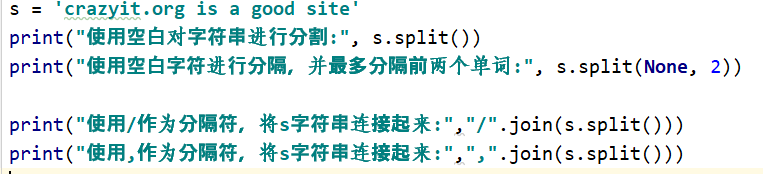 s = 'crazyit.org is a good site'
print("使用空白对字符串进行分割:", s.split())
print("使用空白字符进行分隔, 并最多分隔前两个单词:", s.split(None, 2))
print("使用/作为分隔符, 将s字符串连接起来:","/".join(s.split()))
print("使用,作为分隔符, 将s字符串连接起来:",",".join(s.split()))